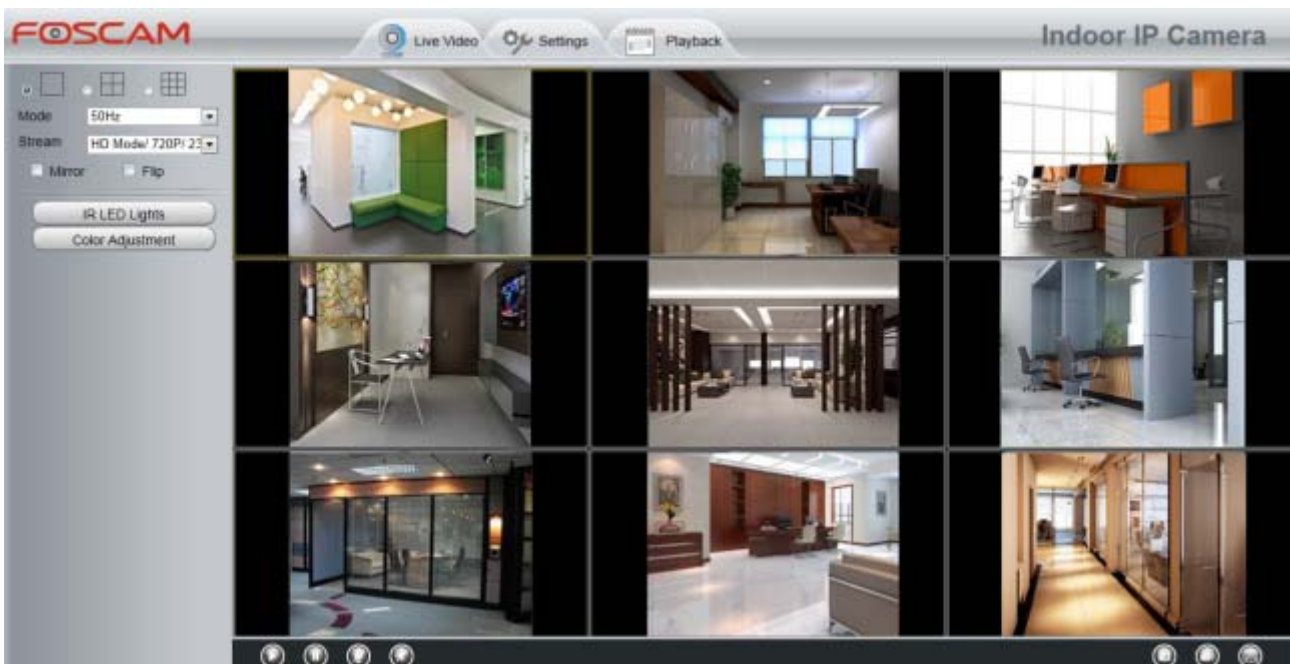 FOSCAM
Live Video
Settings
Playback
Indoor IP Camera
Mode
50Hz
Stream
HD Mode/ 720P/ 23
Mirror
Flip
IR LED Lights
Color Adjustment